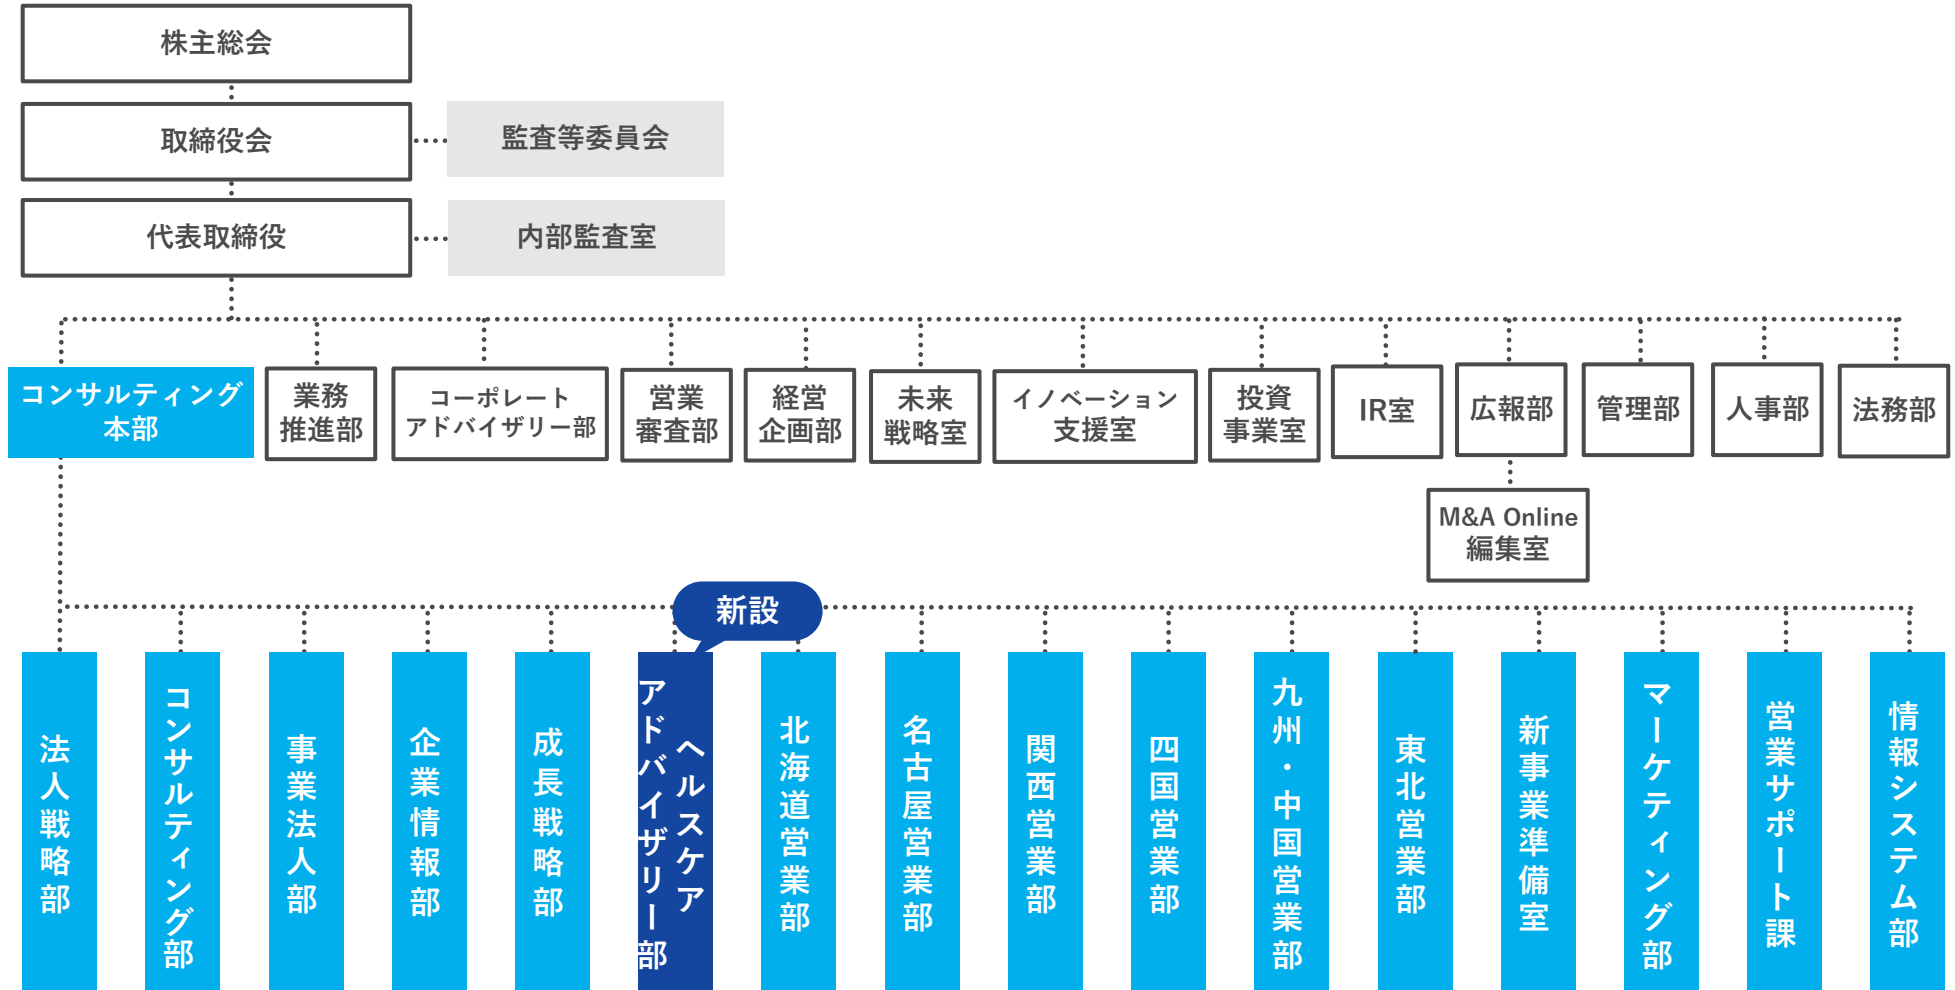 株主総会
取締役会
監査等委員会
代表取締役
内部監査室
コンサルティング
本部
業務
推進部
コーポレート
アドバイザリー部
営業
審査部
経営
企画部
未来
戦略室
イノベーション
支援室
投資
事業室
IR室
広報部
管理部
人事部
法務部
M&A Online
編集室
新設
法人戦略部
コンサルティング部
事業法人部
企業情報部
成長戦略部
ヘルスケア
アドバイザリー部
北海道営業部
名古屋営業部
関西営業部
四国営業部
九州・中国営業部
東北営業部
新事業準備室
マーケティング部
営業サポート課
情報システム部